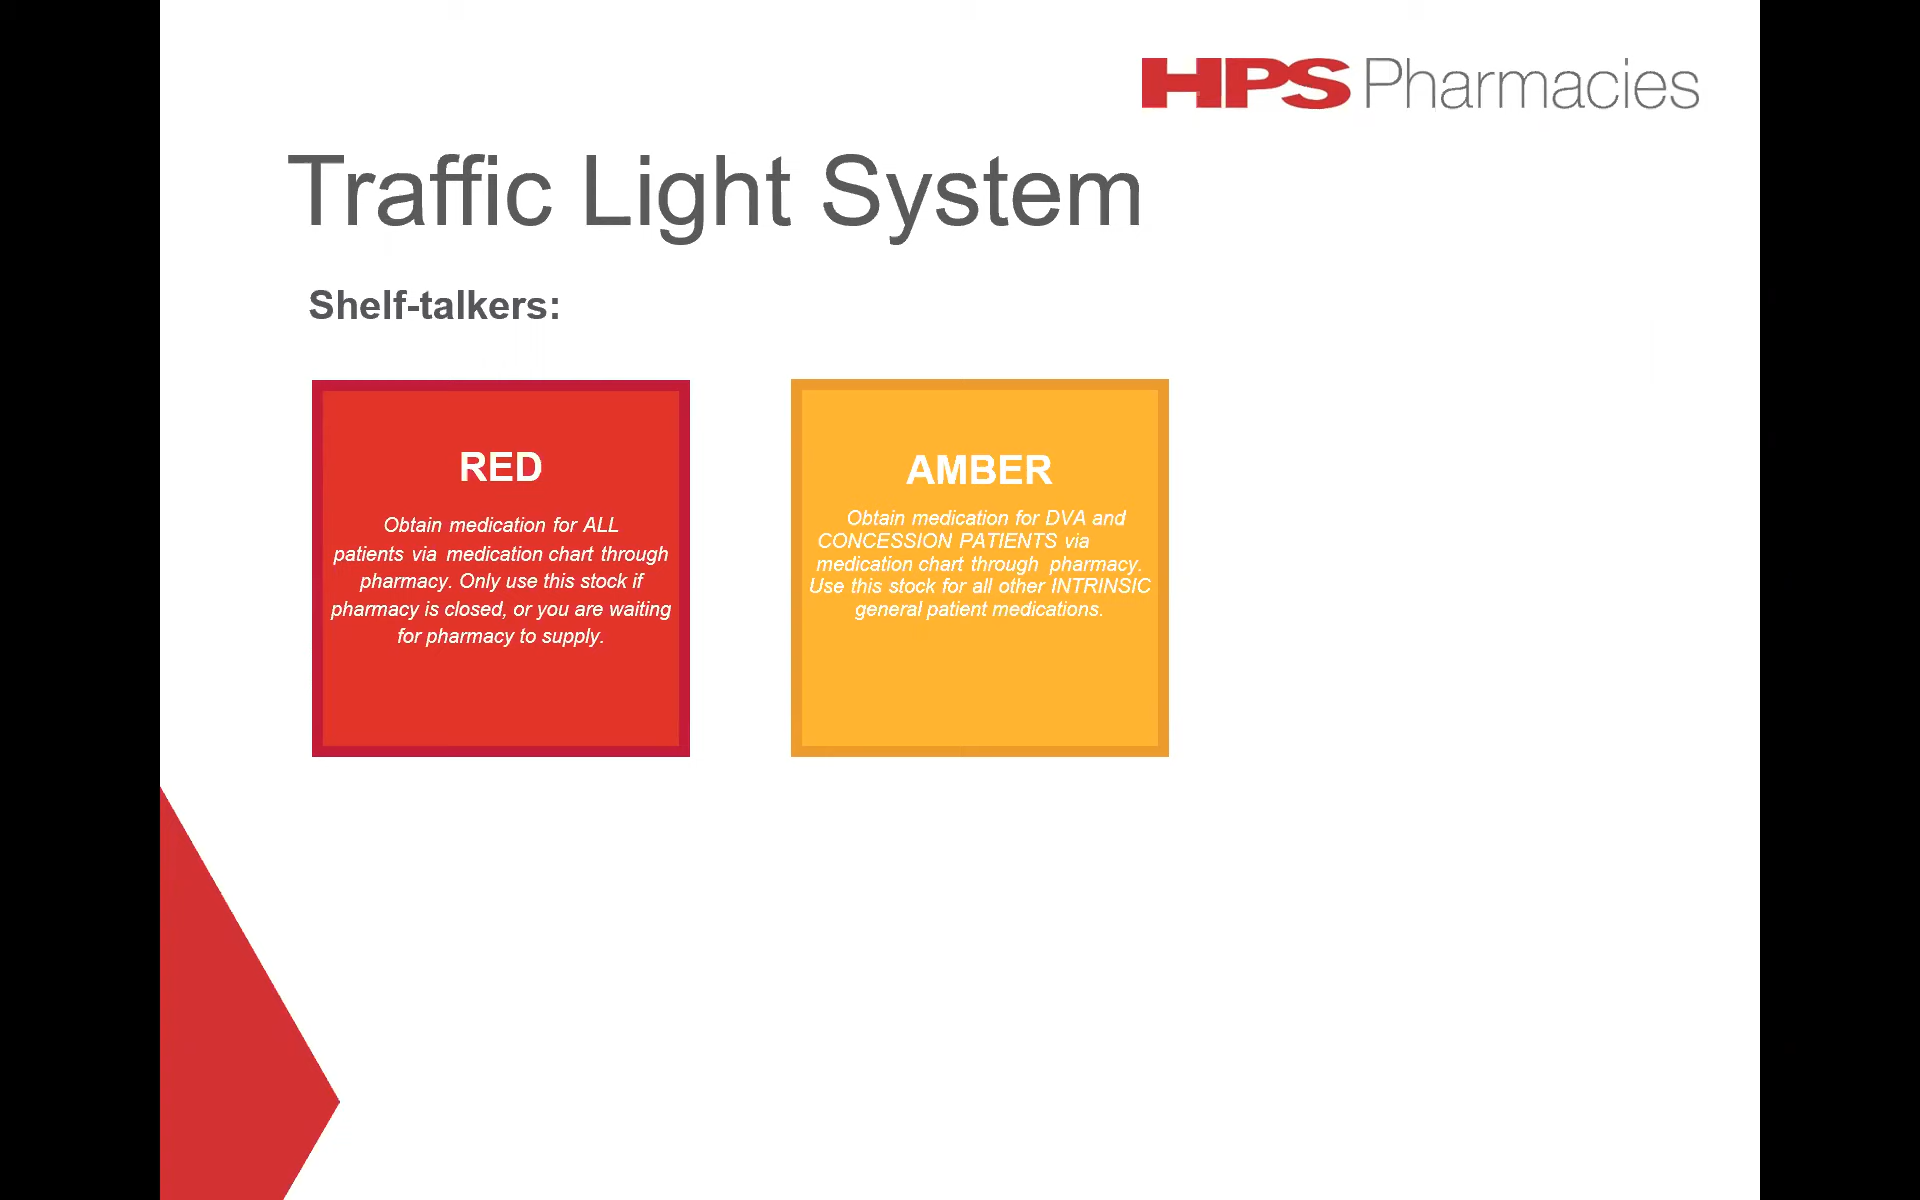 HPS Pharmacies
Traffic Light System
Shelf-talkers:
RED
Obtain medication for ALL
patients via medication chart through
pharmacy. Only use this stock if
pharmacy is closed, or you are waiting
for pharmacy to supply.
AMBER
Obtain medication for DVA and
CONCESSION PATIENTS via
medication chart through pharmacy.
Use this stock for all other INTRINSIC
general patient medications.